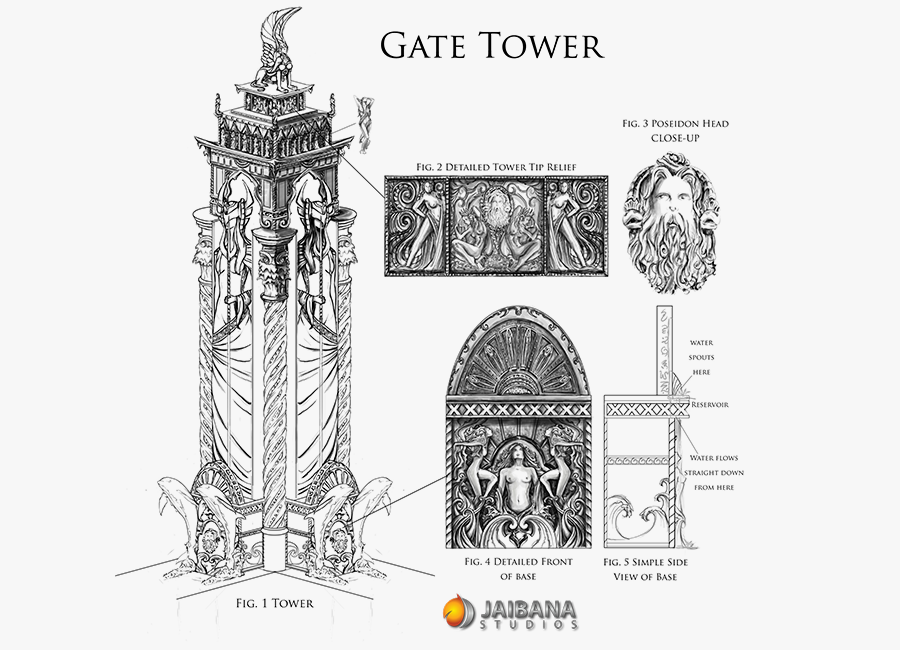 GATE TOWER
FIG. 3 POSEIDON HEAD
CLOSE-UP
FIG. 2 DETAILED TOWER TIP RELIEF
WATER
SPOUTS
HERE
RESERVOIR
WATER FLOWS
STRAIGHT DOWN
FROM HERE
FIG. 4 DETAILED FRONT
OF BASE
FIG. 5 SIMPLE SIDE
VIEW OF BASE
FIG. 1 TOWER
JAIBANA
STUDIOS